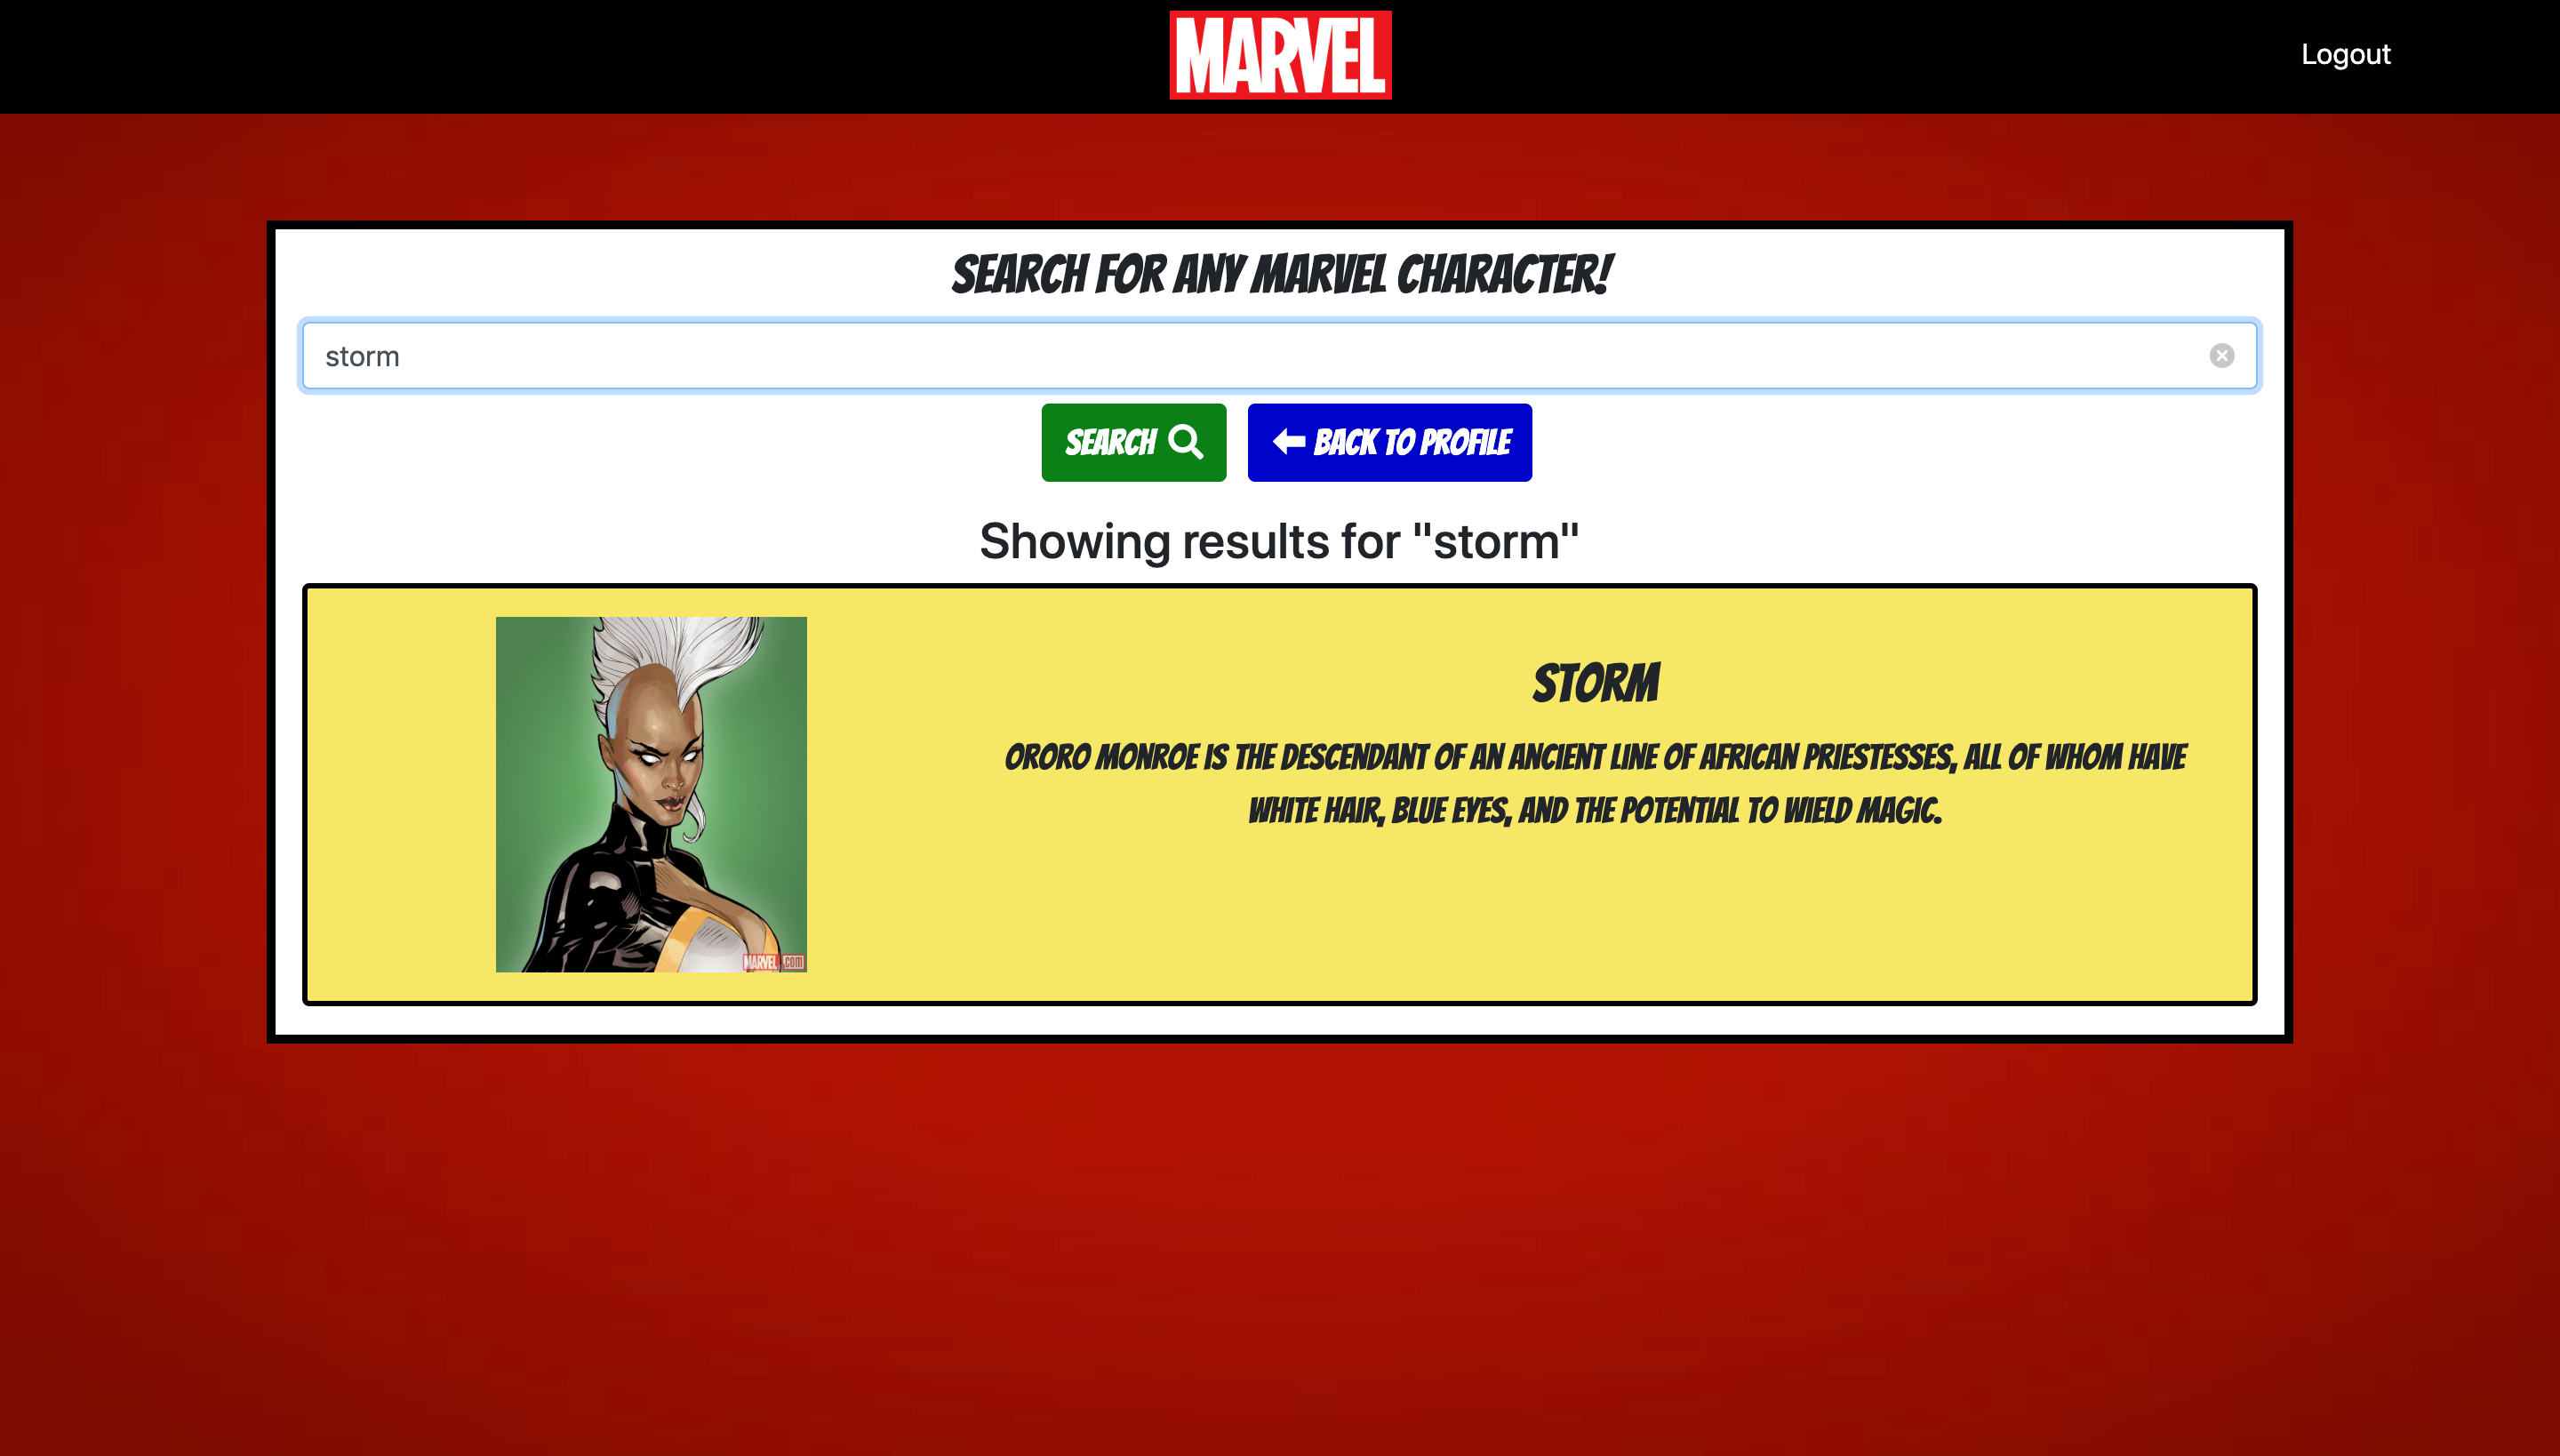 MARVEL
Logout
SEARCH FOR ANY MARVEL CHARACTER!
storm
SEARCH
BACK TO PROFILE
Showing results for "storm"
STORM
ORORO MONROE IS THE DESCENDANT OF AN ANCIENT LINE OF AFRICAN PRIESTESSES, ALL OF WHOM HAVE
WHITE HAIR, BLUE EYES, AND THE POTENTIAL TO WIELD MAGIC.
MARVEL.com